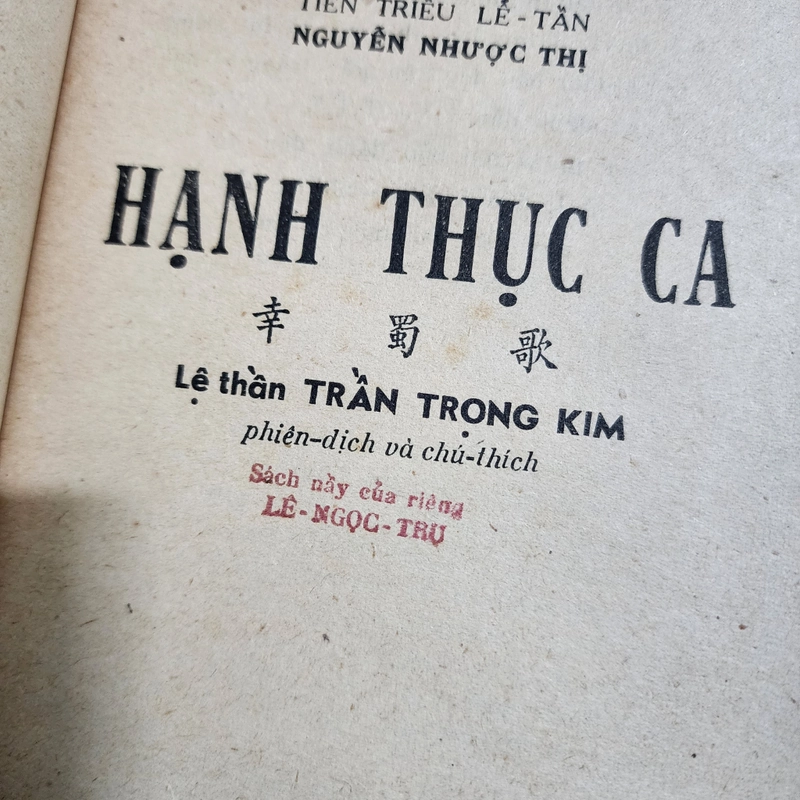 TIỀN TRIỀU LỄ-TẦN
NGUYỄN NHƯỢC THỊ
HẠNH THỤC CA
幸蜀歌
Lệ thần TRẦN TRỌNG KIM
phiên-dịch và chú-thích
Sách nầy của riêng
LÊ-NGỌC-TRỤ